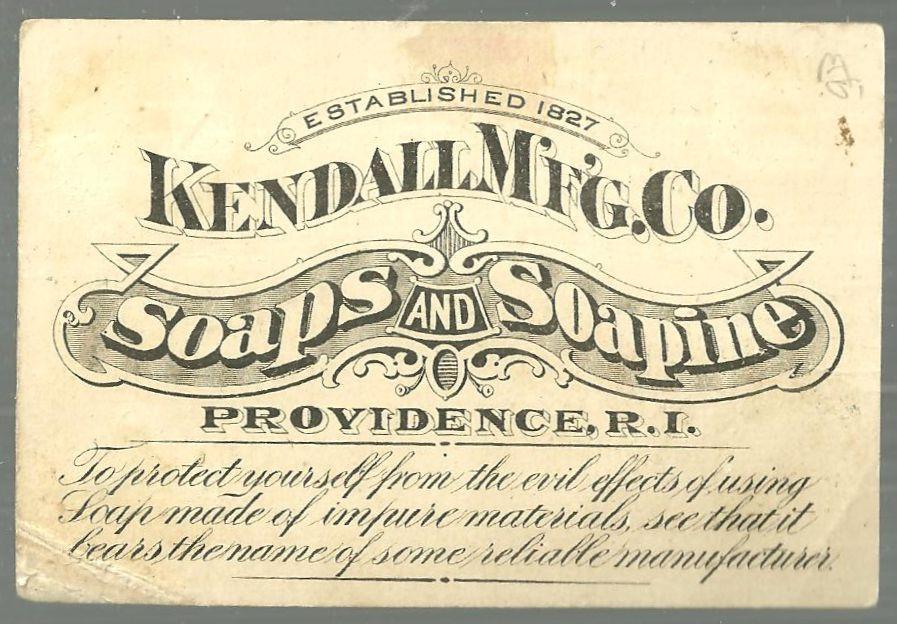 ESTABLISHED 1827
KENDALL M'F'G. CO.
Soaps AND Soapine
PROVIDENCE, R.I.
To protect yourself from the evil effects of using
Soap made of impure materials, see that it
bears the name of some reliable manufacturer.